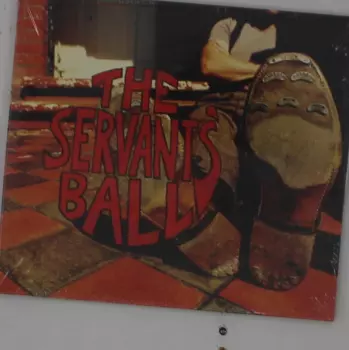 THE
SERVANTS'
BALL